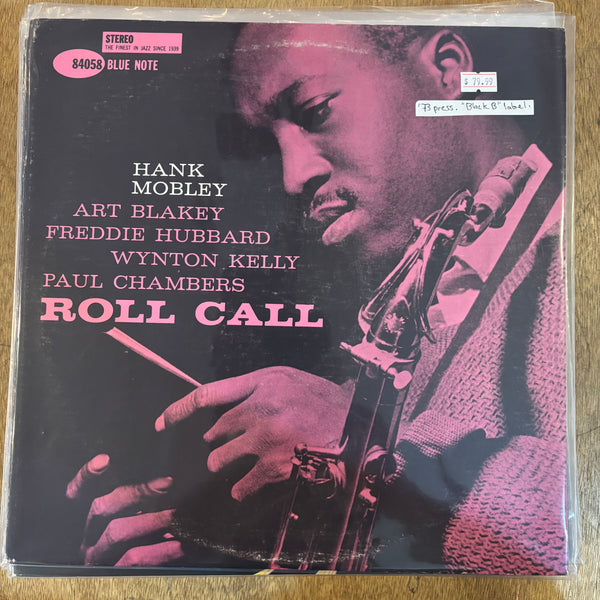 STEREO
THE FINEST IN JAZZ SINCE 1939
84058 BLUE NOTE
$ 79.99
'73 press. "Black B" label.
HANK
MOBLEY
ART BLAKEY
FREDDIE HUBBARD
WYNTON KELLY
PAUL CHAMBERS
ROLL CALL